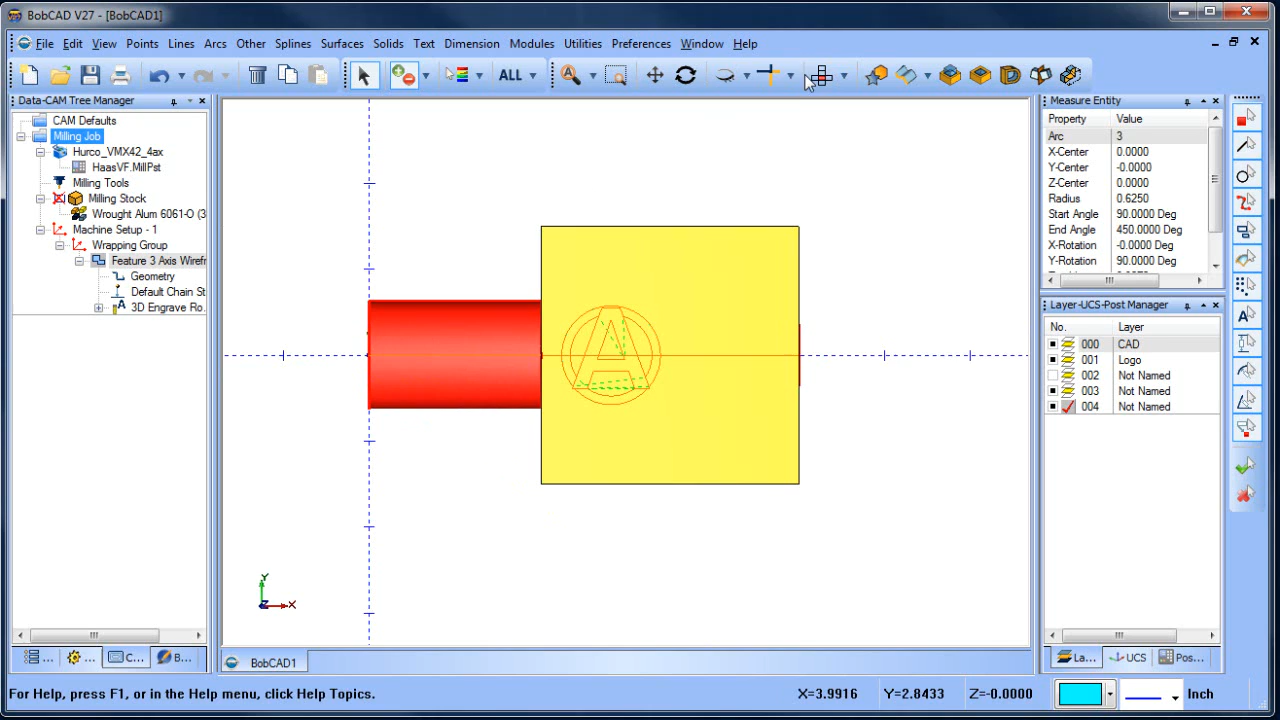 BobCAD V27 - [BobCAD1]
File Edit View Points Lines Arcs Other Splines Surfaces Solids Text Dimension Modules Utilities Preferences Window Help
ALL
Data-CAM Tree Manager
CAM Defaults
Milling Job
Hurco_VMX42_4ax
HaasVF.MillPst
Milling Tools
Milling Stock
Wrought Alum 6061-O (3
Machine Setup - 1
Wrapping Group
Feature 3 Axis Wirefr
Geometry
Default Chain St
3D Engrave Ro
... ... C... B...
A
Y
Z X
BobCAD1
Measure Entity
Property Value
Arc 3
X-Center 0.0000
Y-Center -0.0000
Z-Center 0.0000
Radius 0.6250
Start Angle 90.0000 Deg
End Angle 450.0000 Deg
X-Rotation -0.0000 Deg
Y-Rotation 90.0000 Deg
Layer-UCS-Post Manager
No. Layer
000 CAD
001 Logo
002 Not Named
003 Not Named
004 Not Named
La... UCS Pos...
For Help, press F1, or in the Help menu, click Help Topics.
X=3.9916 Y=2.8433 Z=-0.0000 Inch